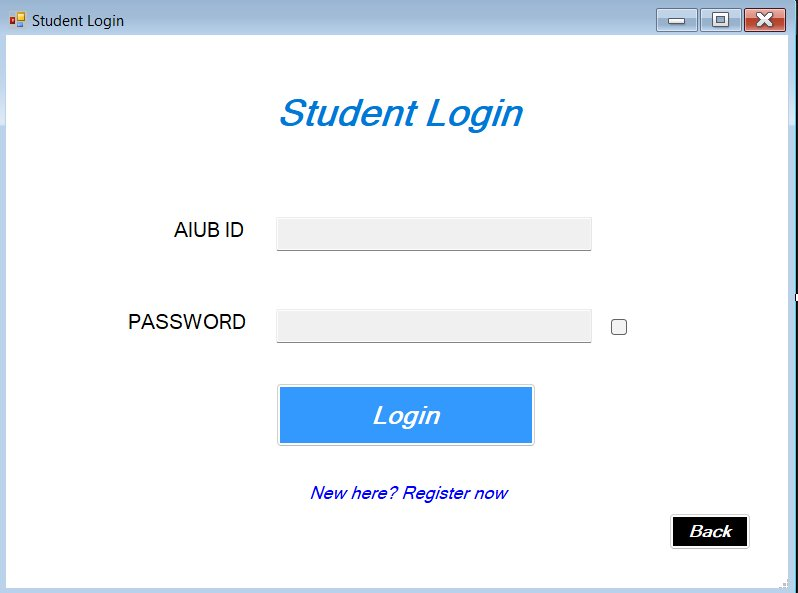 Student Login
Student Login
AIUB ID
PASSWORD
Login
New here? Register now
Back